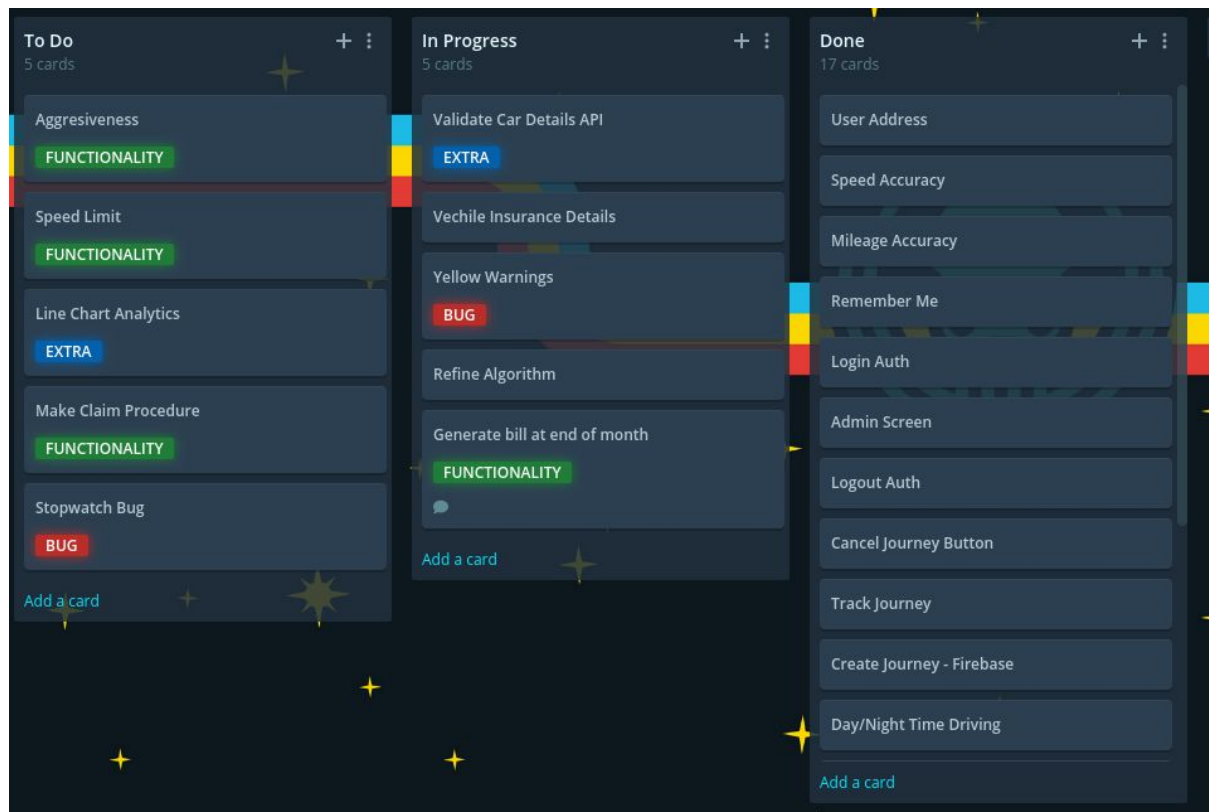 To Do
5 cards
Aggresiveness
FUNCTIONALITY
Speed Limit
FUNCTIONALITY
Line Chart Analytics
EXTRA
Make Claim Procedure
FUNCTIONALITY
Stopwatch Bug
BUG
Add a card
In Progress
5 cards
Validate Car Details API
EXTRA
Vechile Insurance Details
Yellow Warnings
BUG
Refine Algorithm
Generate bill at end of month
FUNCTIONALITY
Add a card
Done
17 cards
User Address
Speed Accuracy
Mileage Accuracy
Remember Me
Login Auth
Admin Screen
Logout Auth
Cancel Journey Button
Track Journey
Create Journey - Firebase
Day/Night Time Driving
Add a card